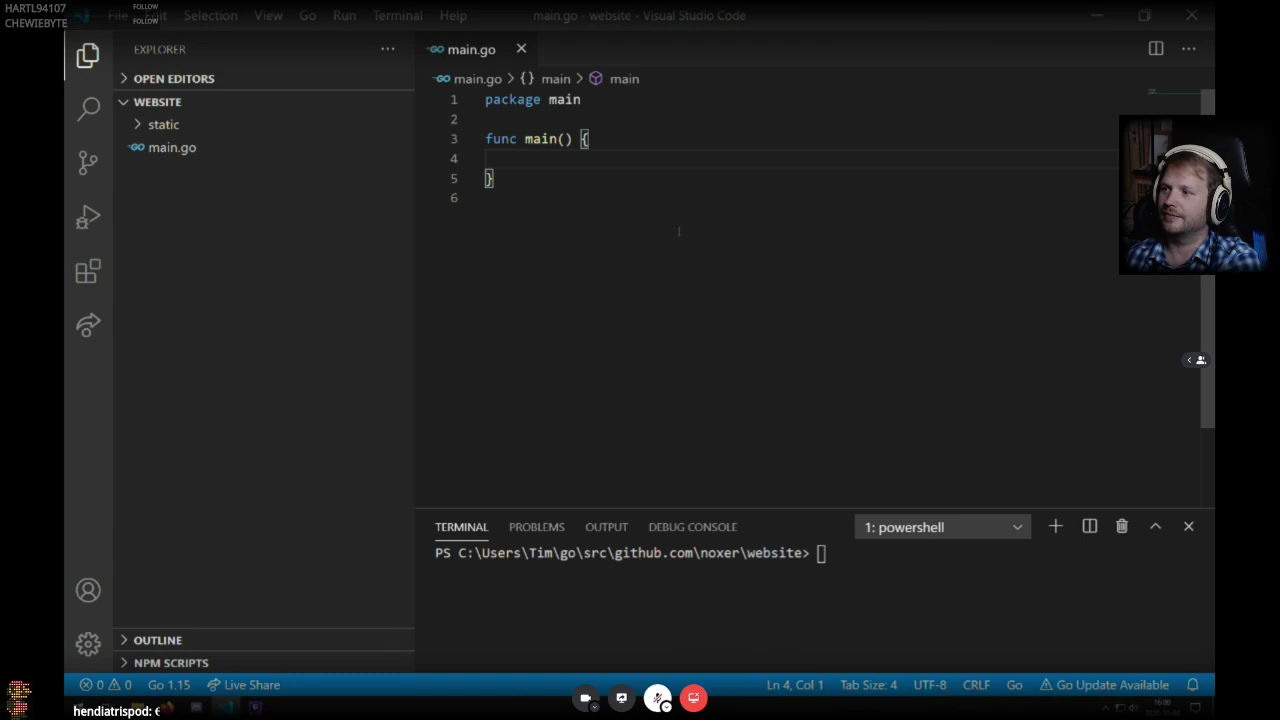 HARTL94107 FOLLOW
CHEWIEBYTE FOLLOW
File Edit Selection View Go Run Terminal Help main.go - website - Visual Studio Code
EXPLORER
OPEN EDITORS
WEBSITE
static
main.go
main.go
main.go > {} main > main
1 package main
2
3 func main() {
4
5 }
6
TERMINAL PROBLEMS OUTPUT DEBUG CONSOLE 1: powershell
PS C:\Users\Tim\go\src\github.com\noxer\website>
OUTLINE
NPM SCRIPTS
0 0 Go 1.15 Live Share Ln 4, Col 1 Tab Size: 4 UTF-8 CRLF Go Go Update Available
hendiatrispod: €